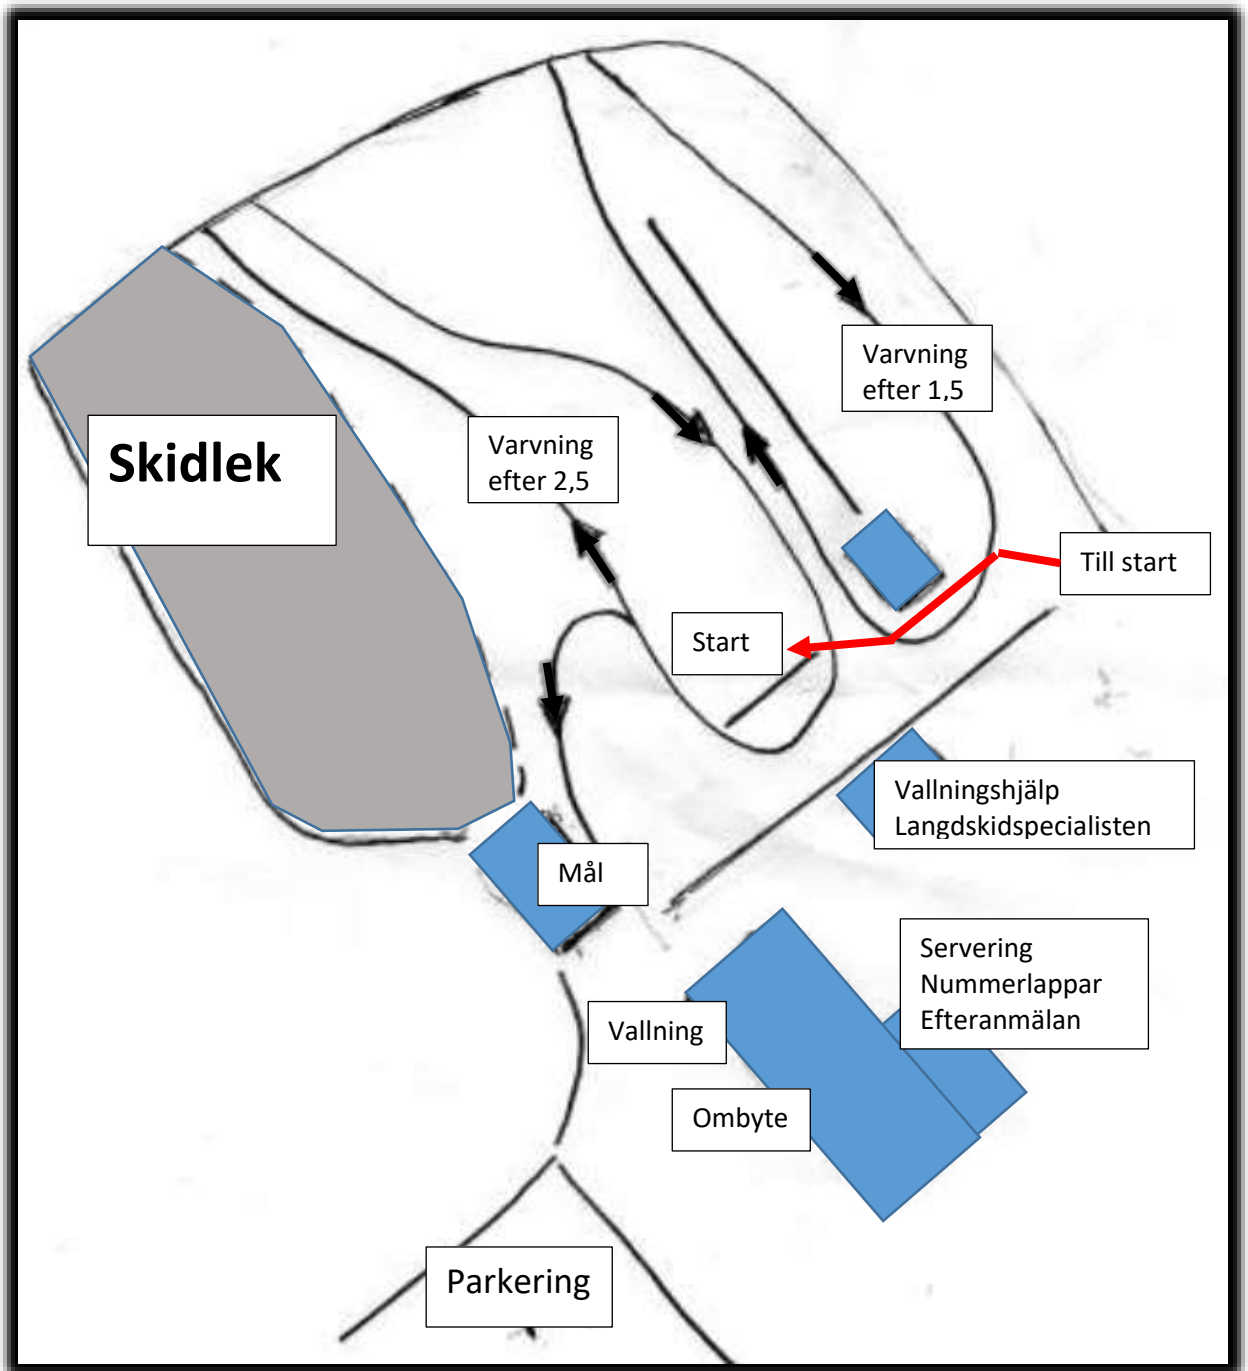 Varvning
efter 1,5
Skidlek
Varvning
efter 2,5
Till start
Start
Vallningshjälp
Langdskidspecialisten
Mål
Servering
Nummerlappar
Efteranmälan
Vallning
Ombyte
Parkering